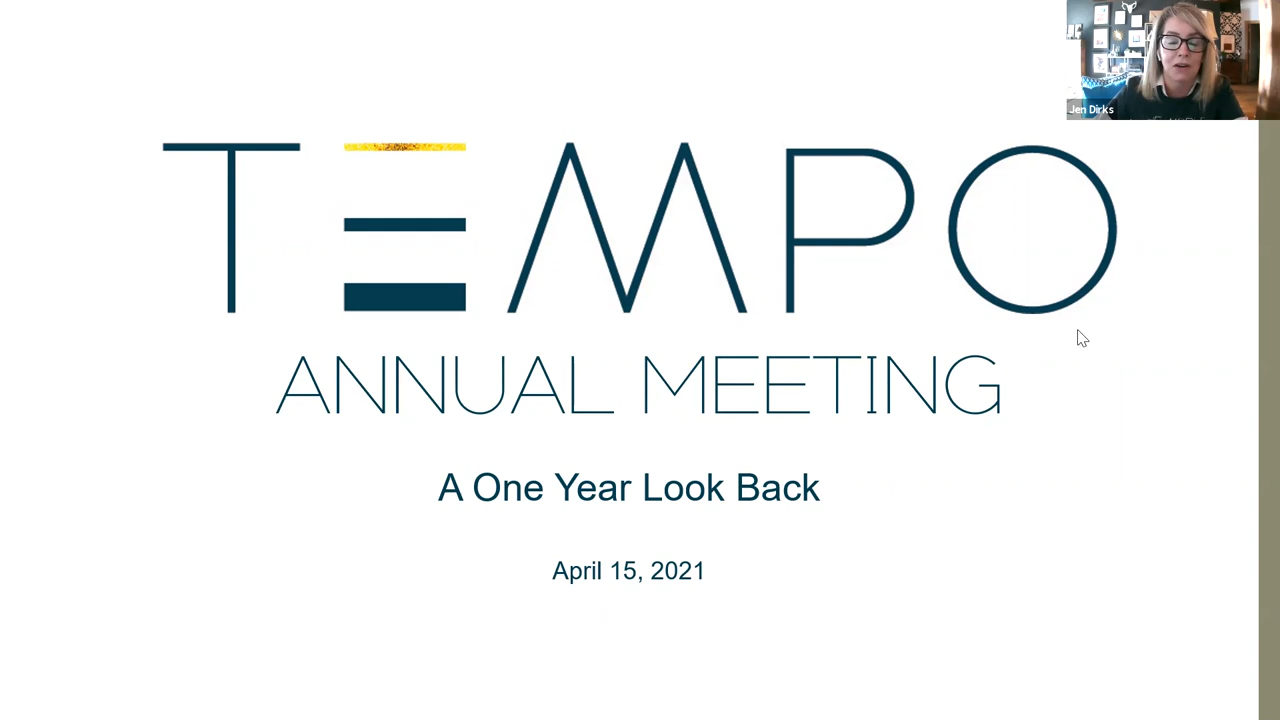 Jen Dirks
TEMPO
ANNUAL MEETING
A One Year Look Back
April 15, 2021